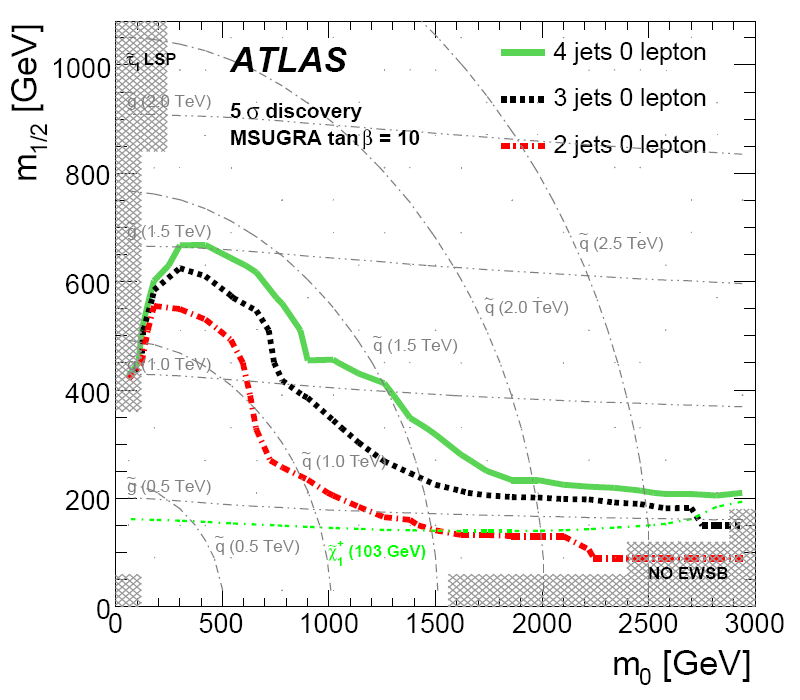 m1/2 [GeV]
1000
800
600
400
200
0
τ̃1 LSP
ATLAS
5 σ discovery
MSUGRA tan β = 10
4 jets 0 lepton
3 jets 0 lepton
2 jets 0 lepton
g̃ (2.0 TeV)
g̃ (1.5 TeV)
g̃ (1.0 TeV)
g̃ (0.5 TeV)
q̃ (2.5 TeV)
q̃ (2.0 TeV)
q̃ (1.5 TeV)
q̃ (1.0 TeV)
q̃ (0.5 TeV)
χ̃1+ (103 GeV)
NO EWSB
0 500 1000 1500 2000 2500 3000
m0 [GeV]